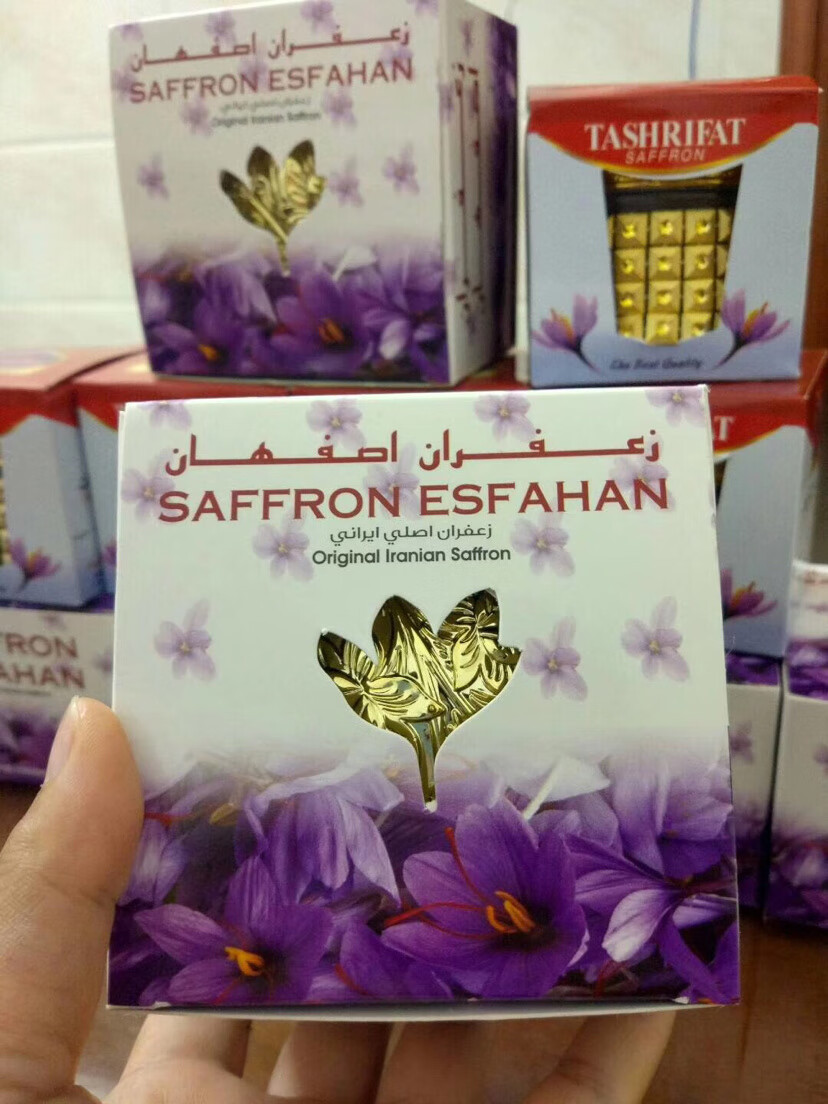 زعفران اصفهان
SAFFRON ESFAHAN
زعفران اصلي ايراني
Original Iranian Saffron
TASHRIFAT
SAFFRON
The Best Quality
زعفران اصفهان
SAFFRON ESFAHAN
زعفران اصلي ايراني
Original Iranian Saffron
T
FRON
AHAN